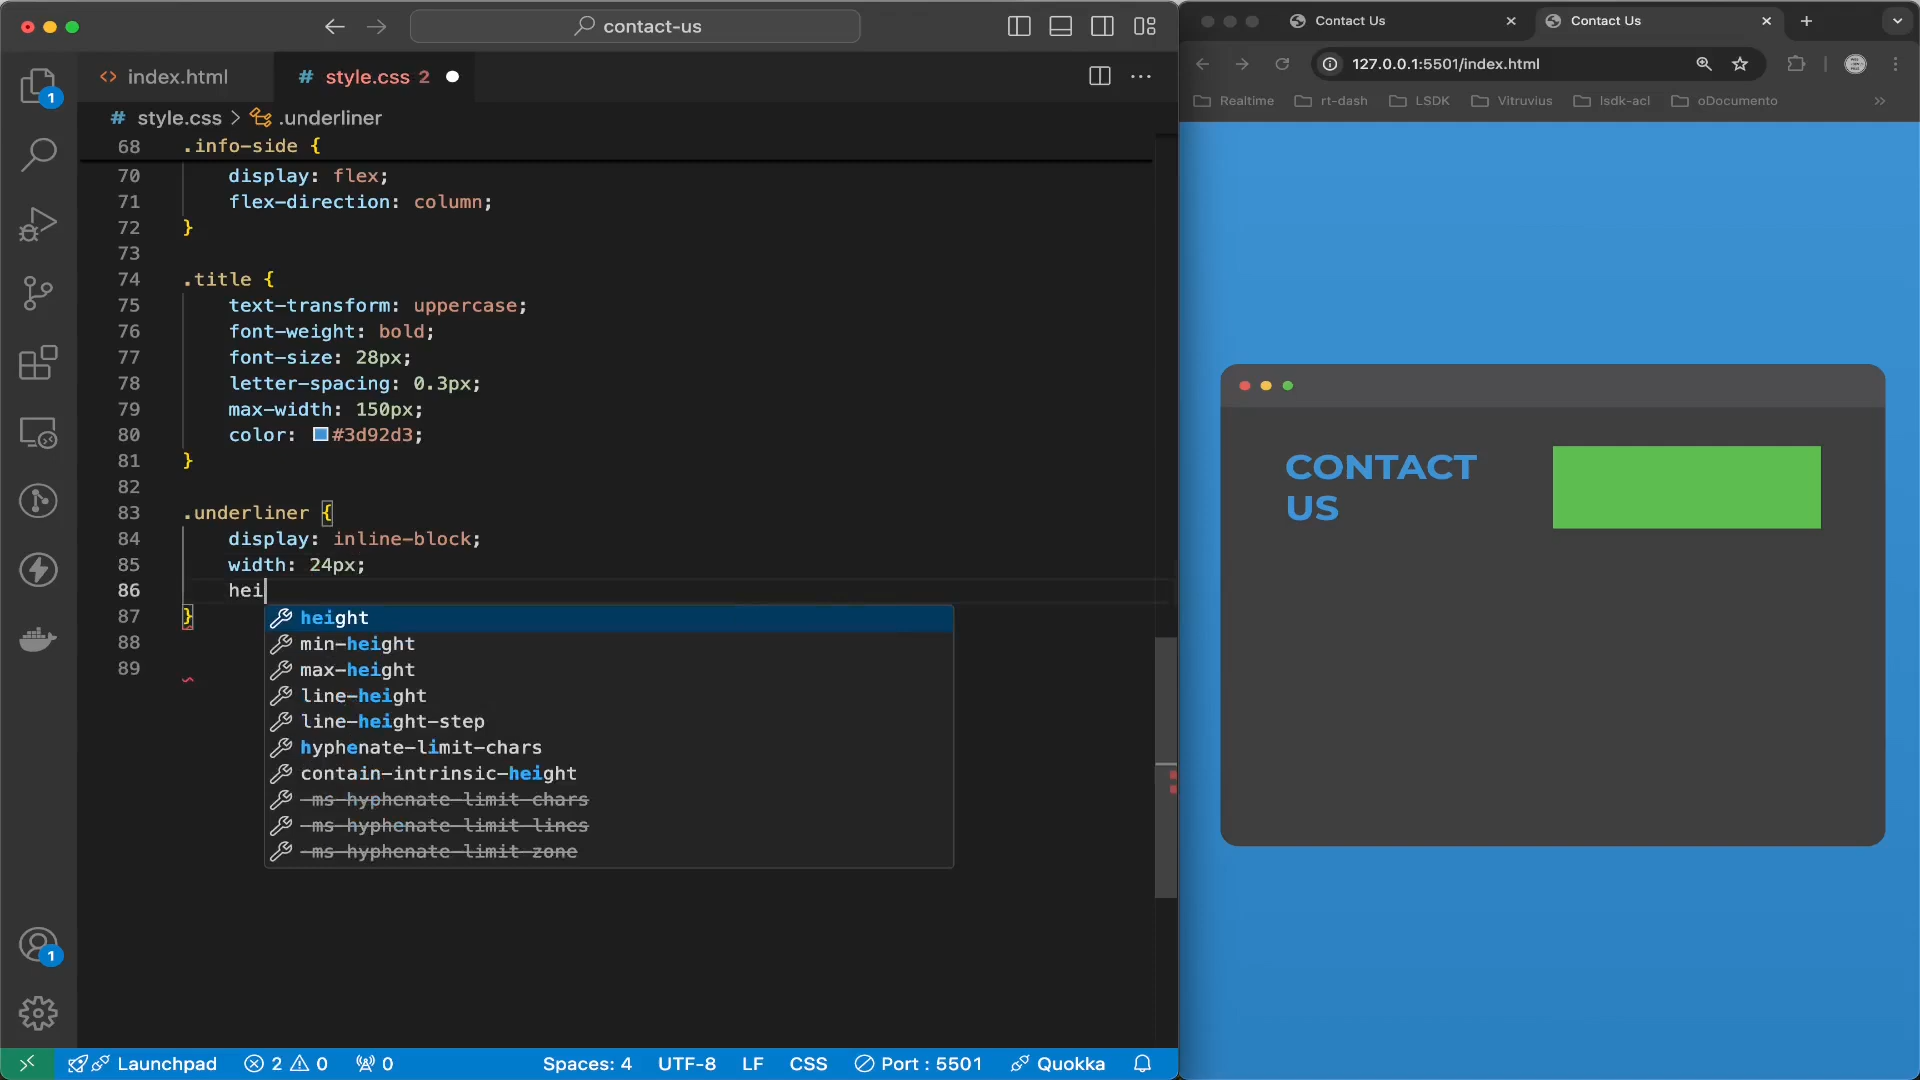 contact-us
index.html
style.css 2
style.css > .underliner
68 .info-side {
70 display: flex;
71 flex-direction: column;
72 }
73
74 .title {
75 text-transform: uppercase;
76 font-weight: bold;
77 font-size: 28px;
78 letter-spacing: 0.3px;
79 max-width: 150px;
80 color: #3d92d3;
81 }
82
83 .underliner {
84 display: inline-block;
85 width: 24px;
86 hei
87 }
88
89
height
min-height
max-height
line-height
line-height-step
hyphenate-limit-chars
contain-intrinsic-height
-ms-hyphenate-limit-chars
-ms-hyphenate-limit-lines
-ms-hyphenate-limit-zone
1
1
Launchpad 2 0 0 Spaces: 4 UTF-8 LF CSS Port : 5501 Quokka
Contact Us
Contact Us
127.0.0.1:5501/index.html
Realtime rt-dash LSDK Vitruvius lsdk-acl oDocumento
CONTACT
US